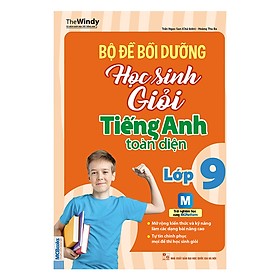 TheWindy
Trần Ngọc Sơn (Chủ biên) - Hoàng Thu Ba
BỘ ĐỀ BỒI DƯỠNG
Học sinh Giỏi
Tiếng Anh
toàn diện
Lớp 9
M
Mở rộng kiến thức và kỹ năng
làm các dạng bài nâng cao
Tự tin chinh phục
mọi đề thi học sinh giỏi
MCBooks